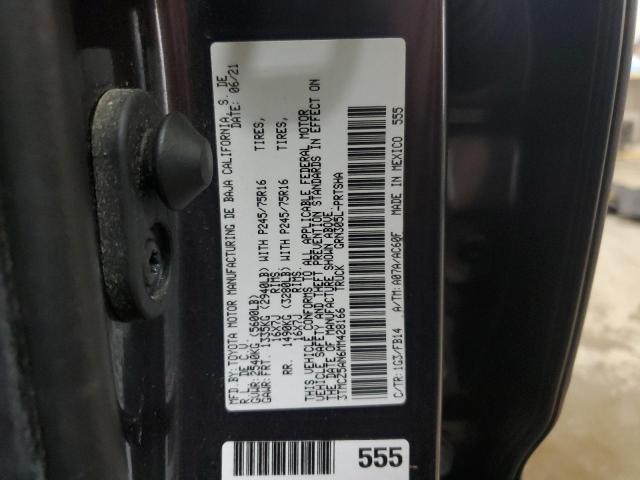 MFD.BY: TOYOTA MOTOR MANUFACTURING DE BAJA CALIFORNIA, S. DE
R. L. DE C.V. DATE: 06/21
GVWR: 2540KG (5600LB)
GAWR: FRT. 1335KG (2940LB) WITH P245/75R16 TIRES,
16X7J RIMS.
RR. 1490KG (3280LB) WITH P245/75R16 TIRES,
16X7J RIMS.
THIS VEHICLE CONFORMS TO ALL APPLICABLE FEDERAL MOTOR
VEHICLE SAFETY AND THEFT PREVENTION STANDARDS IN EFFECT ON
THE DATE OF MANUFACTURE SHOWN ABOVE.
3TMCZ5AN6MM428166 TRUCK GRN305L-PRTSHA
C/TR:1G3/FB14 A/TM:A07A/AC60F MADE IN MEXICO 555
555